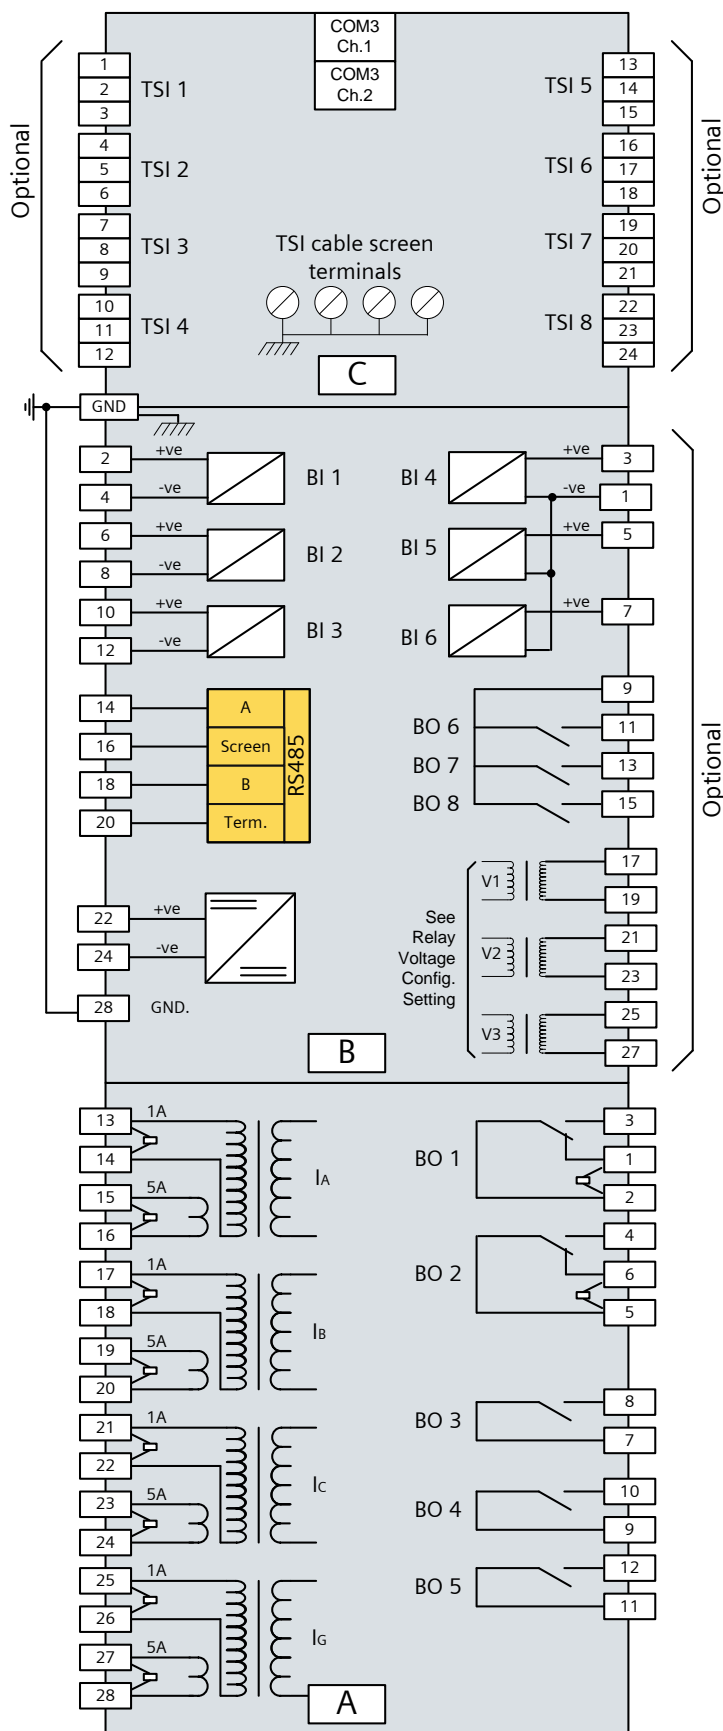 COM3
Ch.1
COM3
Ch.2
Optional
1
2
3
TSI 1
4
5
6
TSI 2
7
8
9
TSI 3
10
11
12
TSI 4
TSI cable screen
terminals
C
13
14
15
TSI 5
16
17
18
TSI 6
19
20
21
TSI 7
22
23
24
TSI 8
Optional
GND
2 +ve
4 -ve
BI 1
6 +ve
8 -ve
BI 2
10 +ve
12 -ve
BI 3
14 A
16 Screen
18 B
20 Term.
RS485
22 +ve
24 -ve
28 GND.
BI 4
+ve 3
-ve 1
BI 5
+ve 5
BI 6
+ve 7
9
BO 6 11
BO 7 13
BO 8 15
See
Relay
Voltage
Config.
Setting
V1
17
19
V2
21
23
V3
25
27
Optional
B
13 1A
14
15 5A
16
IA
17 1A
18
19 5A
20
IB
21 1A
22
23 5A
24
IC
25 1A
26
27 5A
28
IG
BO 1
3
1
2
BO 2
4
6
5
BO 3
8
7
BO 4
10
9
BO 5
12
11
A